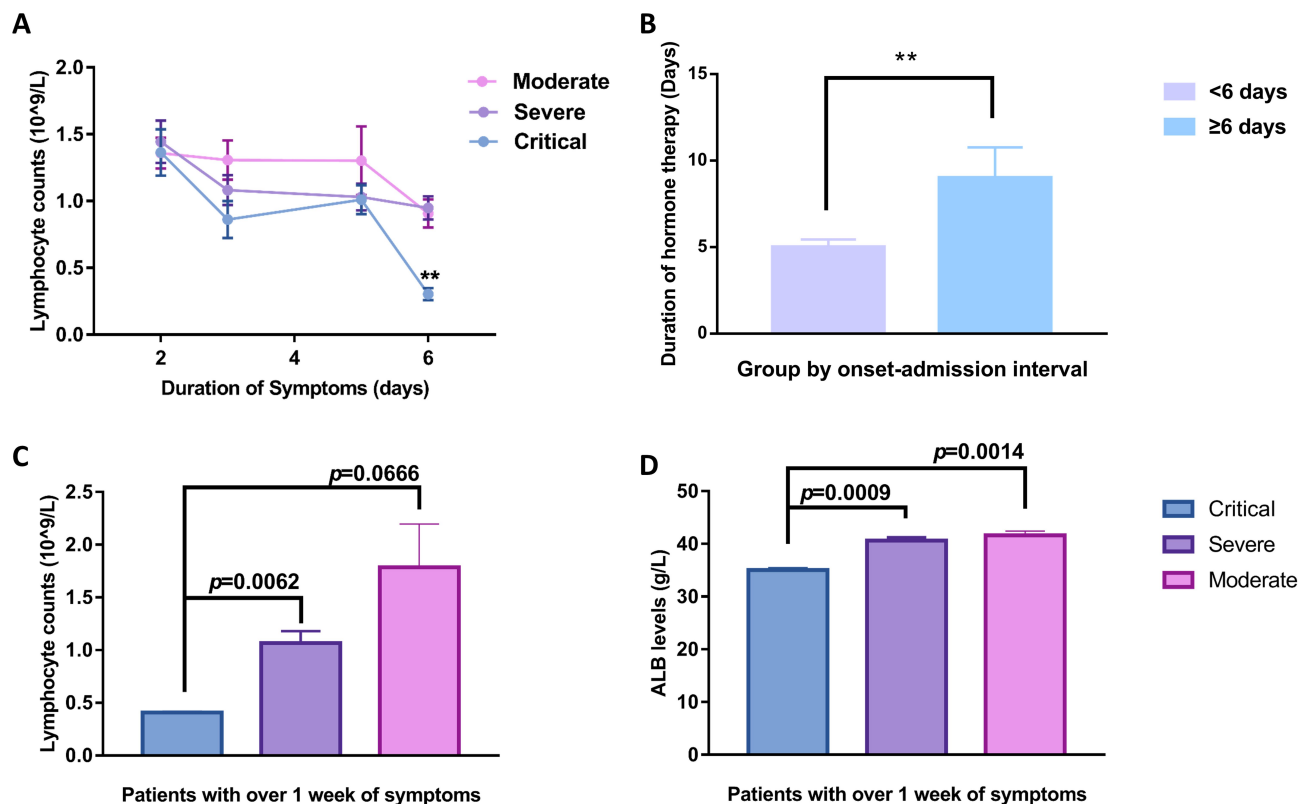 A
Lymphocyte counts (10^9/L)
2.0
1.5
1.0
0.5
0.0
2
4
6
Duration of Symptoms (days)
**
Moderate
Severe
Critical
B
Duration of hormone therapy (Days)
15
10
5
0
**
Group by onset-admission interval
<6 days
≥6 days
C
Lymphocyte counts (10^9/L)
2.5
2.0
1.5
1.0
0.5
0.0
p=0.0666
p=0.0062
Patients with over 1 week of symptoms
D
ALB levels (g/L)
50
40
30
20
10
0
p=0.0014
p=0.0009
Patients with over 1 week of symptoms
Critical
Severe
Moderate